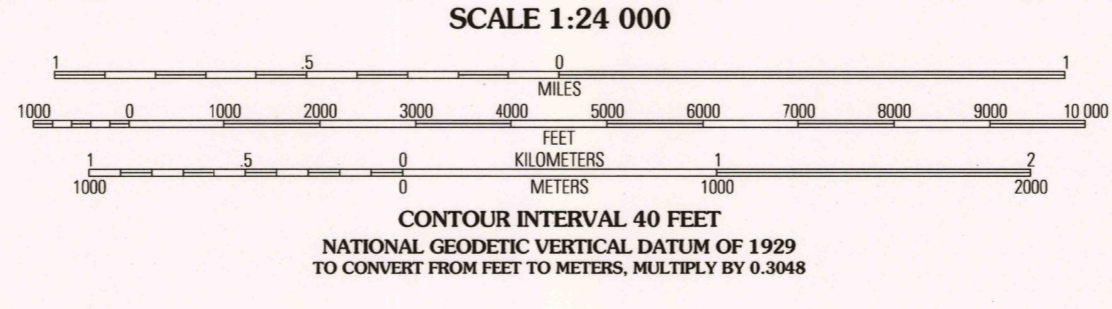 SCALE 1:24 000
1 .5 0 1
MILES
1000 0 1000 2000 3000 4000 5000 6000 7000 8000 9000 10 000
FEET
1 .5 0 KILOMETERS 1 2
1000 0 METERS 1000 2000
CONTOUR INTERVAL 40 FEET
NATIONAL GEODETIC VERTICAL DATUM OF 1929
TO CONVERT FROM FEET TO METERS, MULTIPLY BY 0.3048